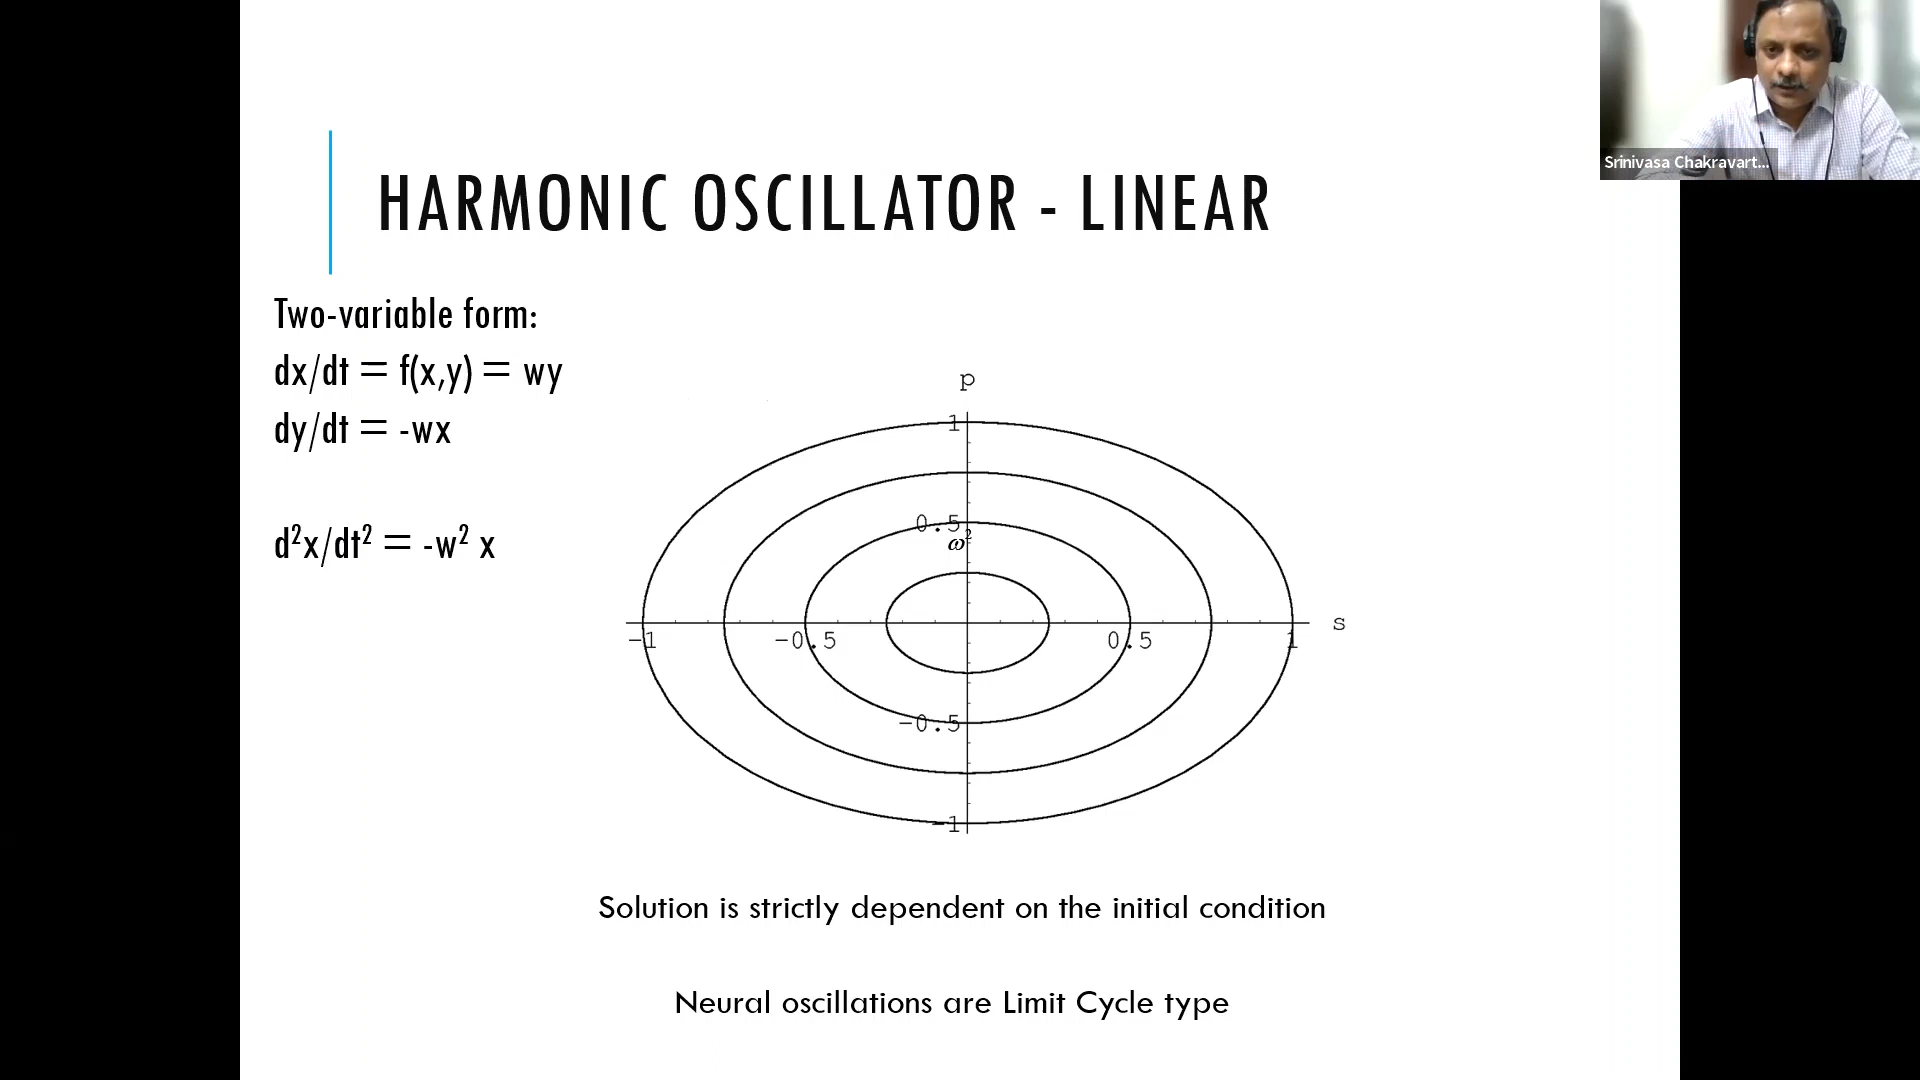 Srinivasa Chakravart...
HARMONIC OSCILLATOR - LINEAR
Two-variable form:
dx/dt = f(x,y) = wy
dy/dt = -wx
d²x/dt² = -w² x
p
1
0.5
ω²
-1
-0.5
0.5
1
s
-0.5
-1
Solution is strictly dependent on the initial condition
Neural oscillations are Limit Cycle type